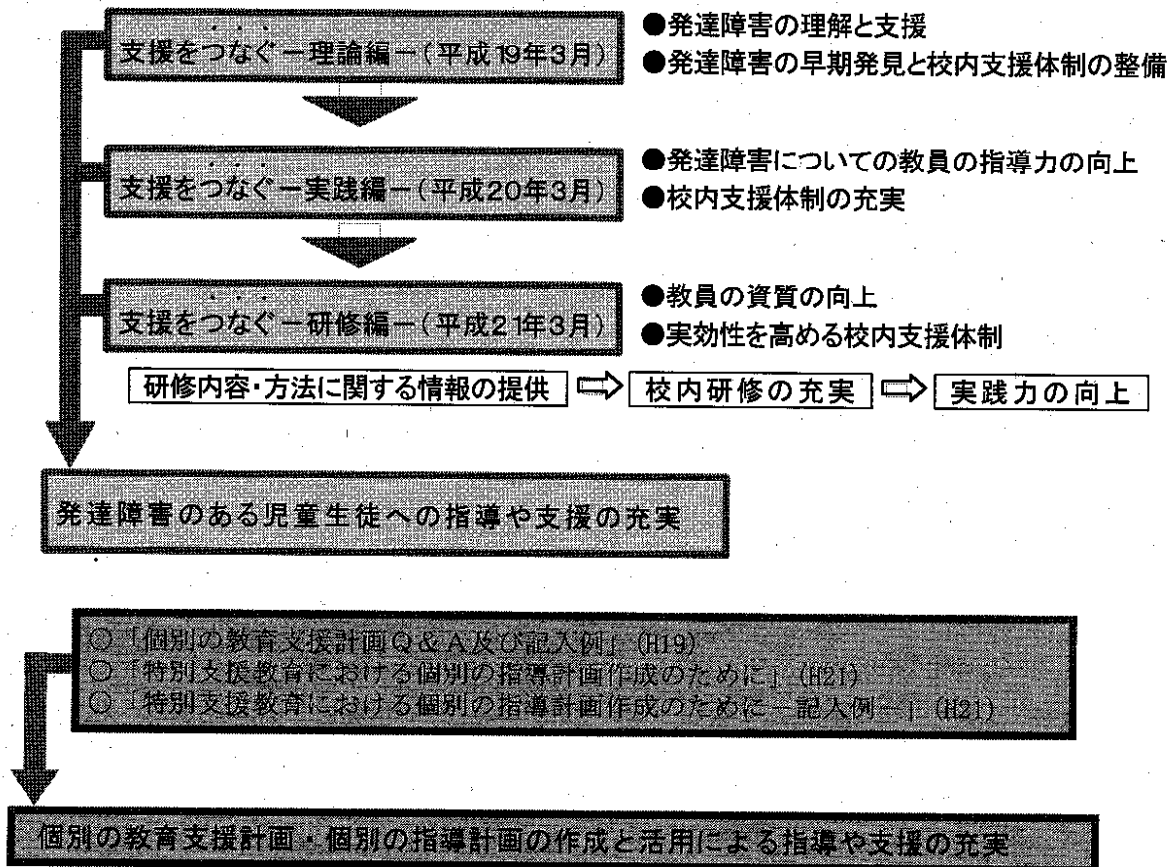 支援をつなぐ－理論編－(平成19年3月)
●発達障害の理解と支援
●発達障害の早期発見と校内支援体制の整備
支援をつなぐ－実践編－(平成20年3月)
●発達障害についての教員の指導力の向上
●校内支援体制の充実
支援をつなぐ－研修編－(平成21年3月)
●教員の資質の向上
●実効性を高める校内支援体制
研修内容・方法に関する情報の提供 ⇨ 校内研修の充実 ⇨ 実践力の向上
発達障害のある児童生徒への指導や支援の充実
○「個別の教育支援計画Q＆A及び記入例」(H19)
○「特別支援教育における個別の指導計画作成のために」(H21)
○「特別支援教育における個別の指導計画作成のために－記入例－」(H21)
個別の教育支援計画・個別の指導計画の作成と活用による指導や支援の充実